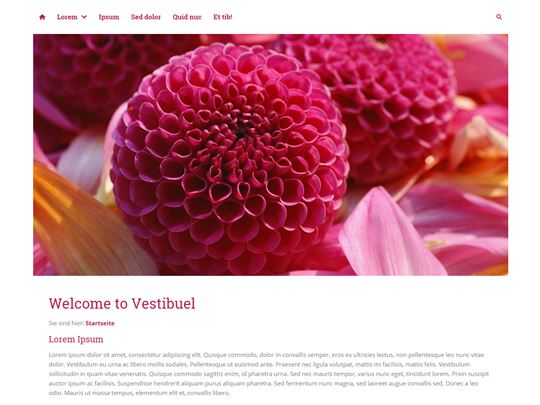 Lorem Ipsum Sed dolor Quid nuc Et tib!
Welcome to Vestibuel
Sie sind hier: Startseite
Lorem Ipsum
Lorem ipsum dolor sit amet, consectetur adipiscing elit. Quisque commodo, dolor in convallis semper, eros ex ultricies lectus, non pellentesque leo nunc vitae
dolor. Vestibulum eu urna ac libero mollis sodales. Pellentesque ut euismod ante. Praesent nec ligula volutpat, mattis mi facilisis, mattis felis. Vestibulum
sollicitudin in quam vitae venenatis. Quisque commodo sagittis enim, id pharetra urna. Sed nec mauris tempor, varius nunc eget, tincidunt lorem. Proin suscipit
auctor ipsum ac facilisis. Suspendisse hendrerit aliquam purus aliquam pharetra. Sed fermentum nunc magna, sed laoreet augue convallis sed. Donec a leo
odio. Mauris ut massa tempus, elementum elit et, convallis libero.